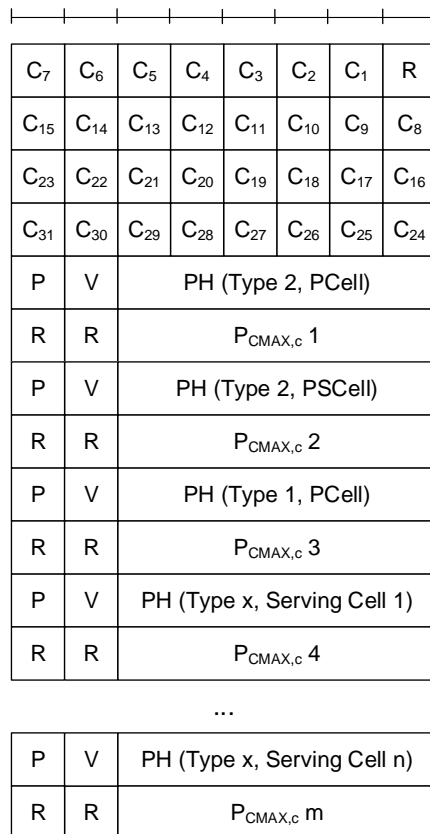 C7 C6 C5 C4 C3 C2 C1 R
C15 C14 C13 C12 C11 C10 C9 C8
C23 C22 C21 C20 C19 C18 C17 C16
C31 C30 C29 C28 C27 C26 C25 C24
P V PH (Type 2, PCell)
R R PCMAX,c 1
P V PH (Type 2, PSCell)
R R PCMAX,c 2
P V PH (Type 1, PCell)
R R PCMAX,c 3
P V PH (Type x, Serving Cell 1)
R R PCMAX,c 4
...
P V PH (Type x, Serving Cell n)
R R PCMAX,c m